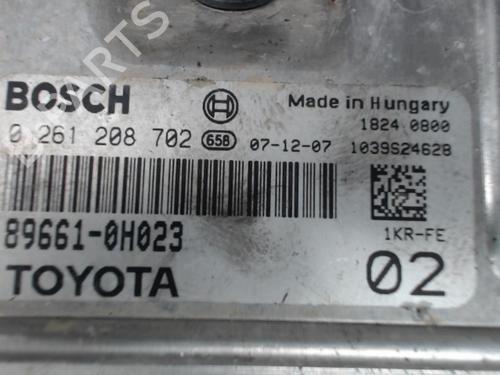 PARTS
BOSCH
Made in Hungary
0 261 208 702 658 07-12-07
1824 0800
1039S24628
89661-0H023
1KR-FE
TOYOTA
02